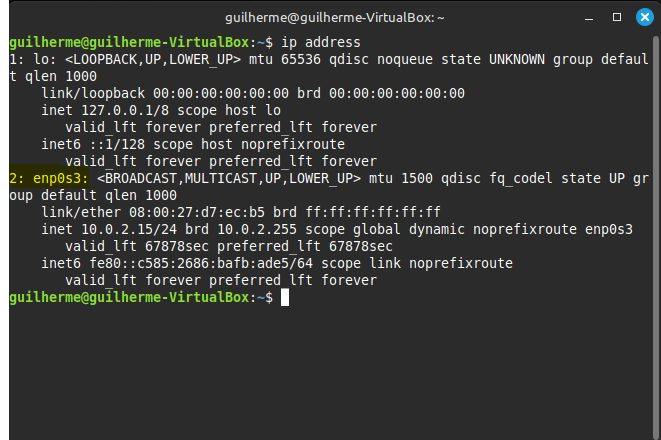 guilherme@guilherme-VirtualBox: ~
guilherme@guilherme-VirtualBox:~$ ip address
1: lo: <LOOPBACK,UP,LOWER_UP> mtu 65536 qdisc noqueue state UNKNOWN group defaul
t qlen 1000
    link/loopback 00:00:00:00:00:00 brd 00:00:00:00:00:00
    inet 127.0.0.1/8 scope host lo
       valid_lft forever preferred_lft forever
    inet6 ::1/128 scope host noprefixroute
       valid_lft forever preferred_lft forever
2: enp0s3: <BROADCAST,MULTICAST,UP,LOWER_UP> mtu 1500 qdisc fq_codel state UP gr
oup default qlen 1000
    link/ether 08:00:27:d7:ec:b5 brd ff:ff:ff:ff:ff:ff
    inet 10.0.2.15/24 brd 10.0.2.255 scope global dynamic noprefixroute enp0s3
       valid_lft 67878sec preferred_lft 67878sec
    inet6 fe80::c585:2686:bafb:ade5/64 scope link noprefixroute
       valid_lft forever preferred_lft forever
guilherme@guilherme-VirtualBox:~$